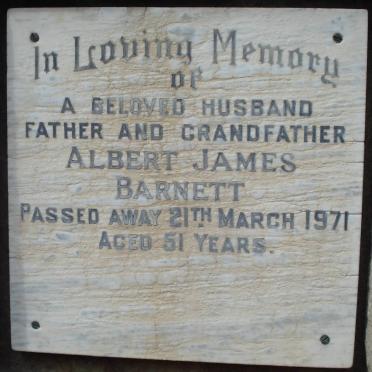 In Loving Memory
of
A BELOVED HUSBAND
FATHER AND GRANDFATHER
ALBERT JAMES
BARNETT
PASSED AWAY 21TH MARCH 1971
AGED 51 YEARS.